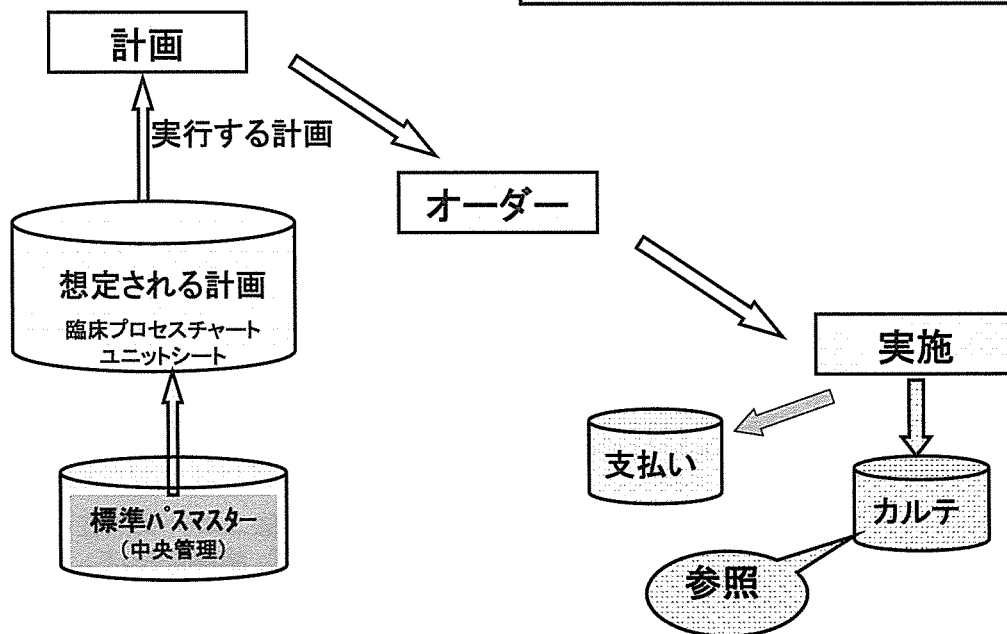 計画
実行する計画
オーダー
想定される計画
臨床プロセスチャート
ユニットシート
実施
支払い
標準パスマスター
(中央管理)
カルテ
参照